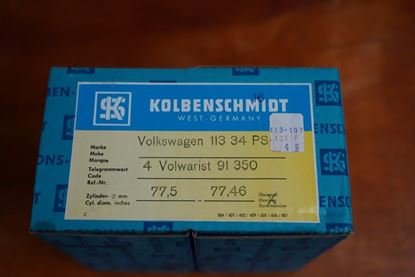 KS
KOLBENSCHMIDT
WEST-GERMANY
16
113-107
Marke
Make
Marque
Volkswagen 113 34 PS
Telegrammwort
Code
Ref.-Nr.
4 Volwarist 91 350
Zylinder- ⌀ mm
Cyl. diam. inches
77,5 77,46
C